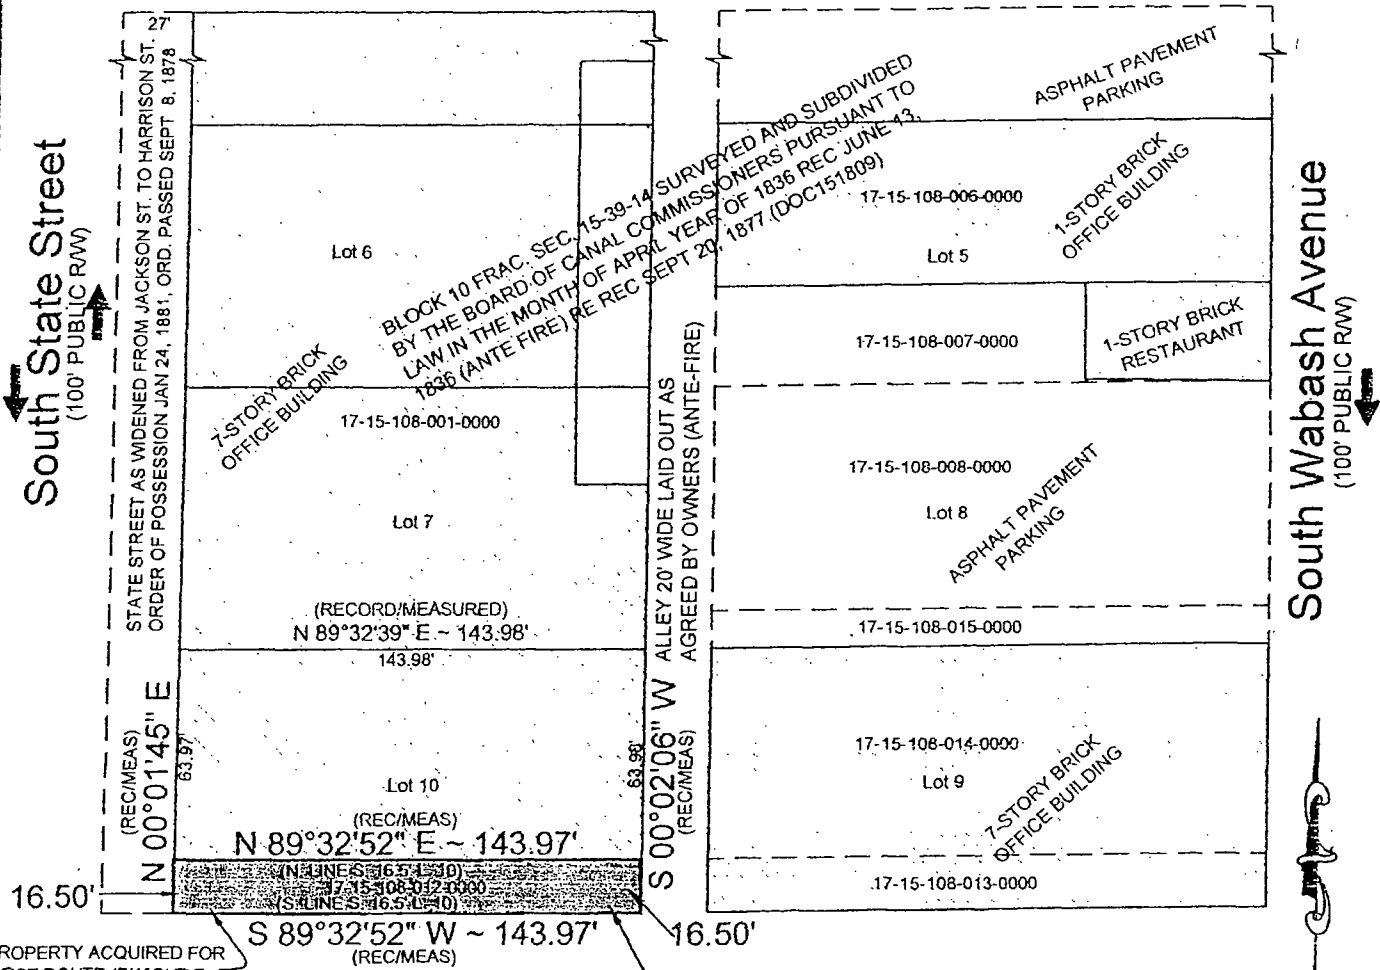 27'
South State Street
(100' PUBLIC R/W)
STATE STREET AS WIDENED FROM JACKSON ST. TO HARRISON ST.
ORDER OF POSSESSION JAN 24, 1881, ORD. PASSED SEPT 8, 1878
Lot 6
BLOCK 10 FRAC. SEC. 15-39-14 SURVEYED AND SUBDIVIDED
BY THE BOARD OF CANAL COMMISSIONERS PURSUANT TO
LAW IN THE MONTH OF APRIL YEAR OF 1836 REC JUNE 13,
1836 (ANTE FIRE) RE REC SEPT 20, 1877 (DOC151809)
7-STORY BRICK
OFFICE BUILDING
17-15-108-001-0000
Lot 7
(RECORD/MEASURED)
N 89°32'39" E ~ 143.98'
143.98'
N 00°01'45" E
(REC/MEAS)
63.97'
63.98'
Lot 10
(REC/MEAS)
N 89°32'52" E ~ 143.97'
(N. LINE S. 16.5' L. 10)
17-15-108-012-0000
(S. LINE S. 16.5' L. 10)
16.50'
S 89°32'52" W ~ 143.97'
(REC/MEAS)
16.50'
ROPERTY ACQUIRED FOR
S 00°02'06" W
(REC/MEAS)
ALLEY 20' WIDE LAID OUT AS
AGREED BY OWNERS (ANTE-FIRE)
ASPHALT PAVEMENT
PARKING
17-15-108-006-0000
1-STORY BRICK
OFFICE BUILDING
Lot 5
17-15-108-007-0000
1-STORY BRICK
RESTAURANT
17-15-108-008-0000
Lot 8
ASPHALT PAVEMENT
PARKING
17-15-108-015-0000
17-15-108-014-0000
Lot 9
7-STORY BRICK
OFFICE BUILDING
17-15-108-013-0000
South Wabash Avenue
(100' PUBLIC R/W)